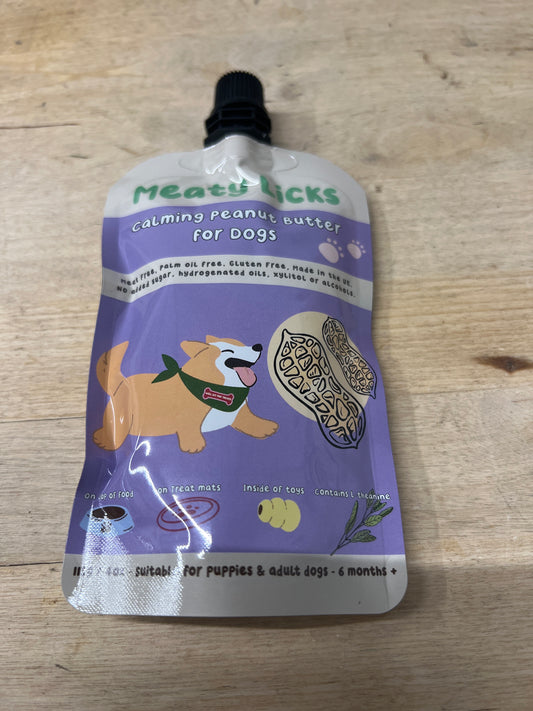 Meaty Licks
Calming Peanut Butter
for Dogs
Meat Free, Palm oil free, Gluten Free, Made in the UK.
No added sugar, hydrogenated oils, xylitol or alcohols.
On top of food
on Treat mats
Inside of toys
Contains L theanine
/ 4oz - suitable for puppies & adult dogs - 6 months +